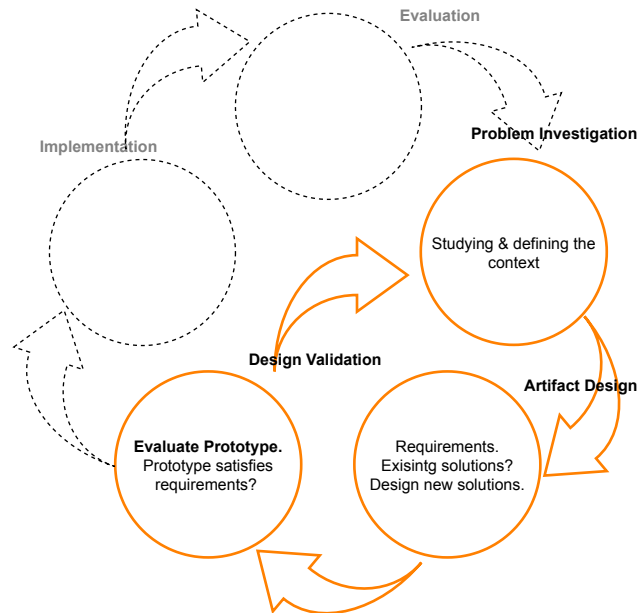 Evaluation
Problem Investigation
Implementation
Studying & defining the
context
Design Validation
Artifact Design
Evaluate Prototype.
Prototype satisfies
requirements?
Requirements.
Exisintg solutions?
Design new solutions.